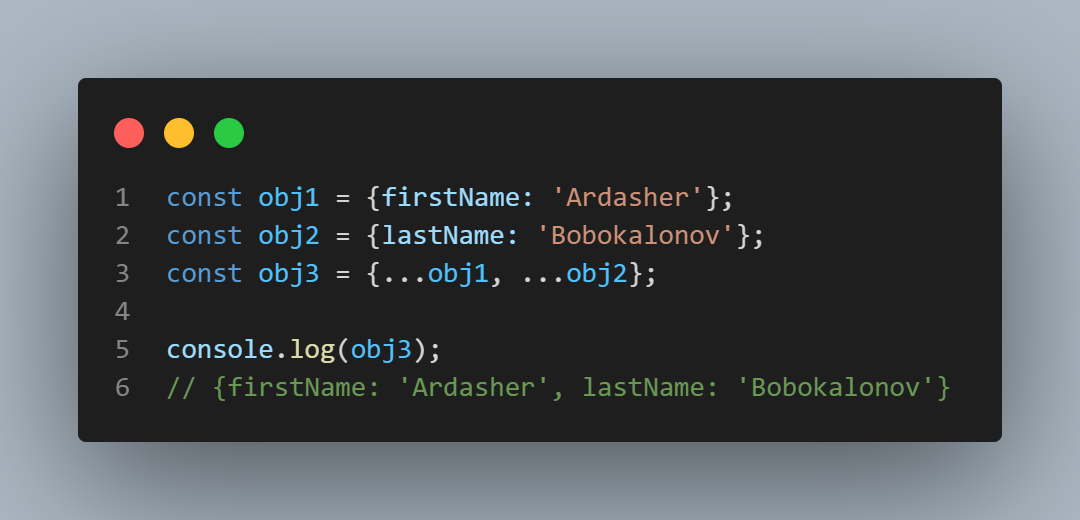 1 const obj1 = {firstName: 'Ardasher'};
2 const obj2 = {lastName: 'Bobokalonov'};
3 const obj3 = {...obj1, ...obj2};
4
5 console.log(obj3);
6 // {firstName: 'Ardasher', lastName: 'Bobokalonov'}